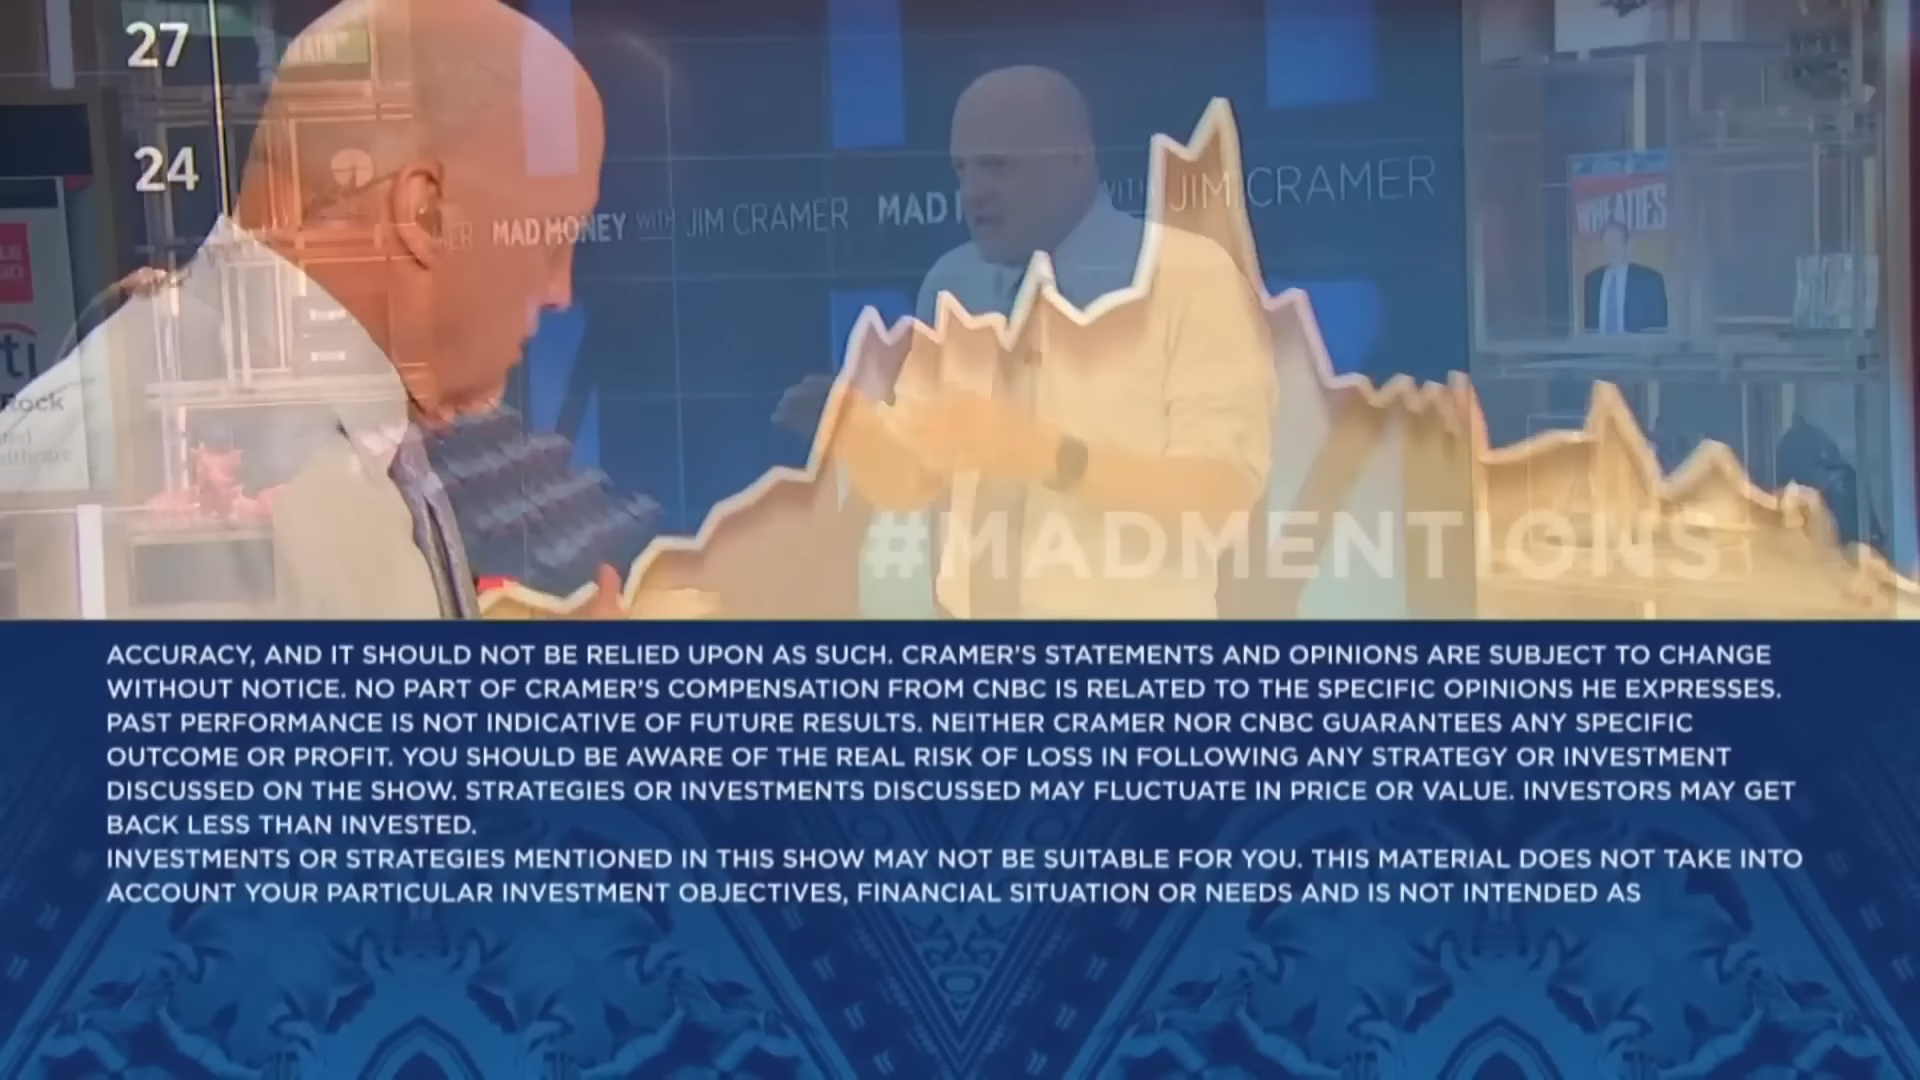 27
24
MAD MONEY WITH JIM CRAMER
MAD
WITH JIM CRAMER
WHEATIES
#MADMENTIONS
ACCURACY, AND IT SHOULD NOT BE RELIED UPON AS SUCH. CRAMER'S STATEMENTS AND OPINIONS ARE SUBJECT TO CHANGE
WITHOUT NOTICE. NO PART OF CRAMER'S COMPENSATION FROM CNBC IS RELATED TO THE SPECIFIC OPINIONS HE EXPRESSES.
PAST PERFORMANCE IS NOT INDICATIVE OF FUTURE RESULTS. NEITHER CRAMER NOR CNBC GUARANTEES ANY SPECIFIC
OUTCOME OR PROFIT. YOU SHOULD BE AWARE OF THE REAL RISK OF LOSS IN FOLLOWING ANY STRATEGY OR INVESTMENT
DISCUSSED ON THE SHOW. STRATEGIES OR INVESTMENTS DISCUSSED MAY FLUCTUATE IN PRICE OR VALUE. INVESTORS MAY GET
BACK LESS THAN INVESTED.
INVESTMENTS OR STRATEGIES MENTIONED IN THIS SHOW MAY NOT BE SUITABLE FOR YOU. THIS MATERIAL DOES NOT TAKE INTO
ACCOUNT YOUR PARTICULAR INVESTMENT OBJECTIVES, FINANCIAL SITUATION OR NEEDS AND IS NOT INTENDED AS